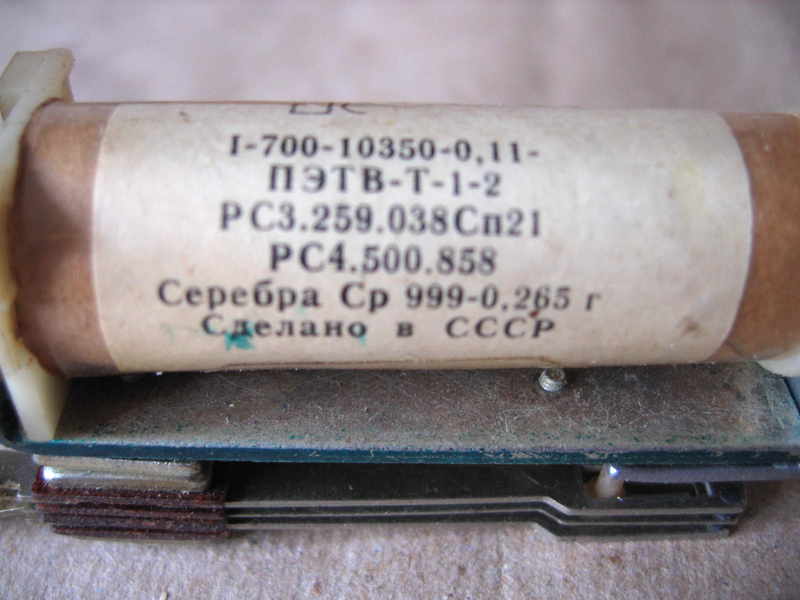 I-700-10350-0,11-
ПЭТВ-Т-1-2
РС3.259.038Сп21
РС4.500.858
Серебра Ср 999-0,265 г
Сделано в СССР